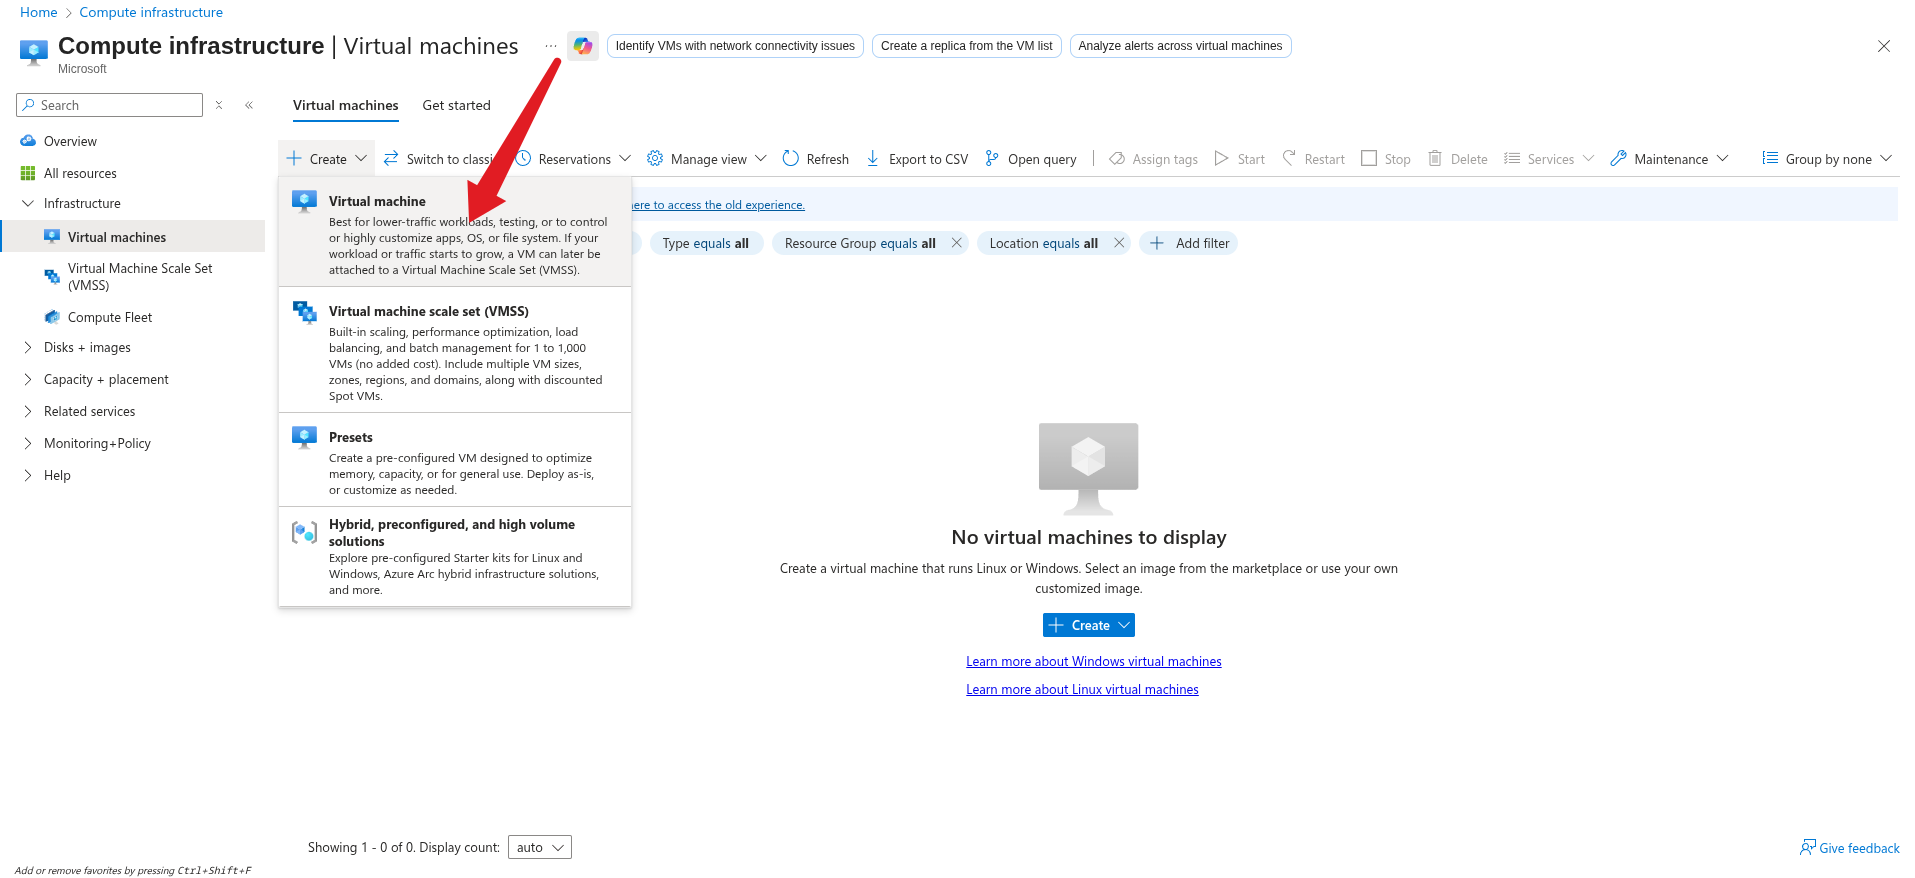 Home > Compute infrastructure
Compute infrastructure | Virtual machines
Microsoft
Identify VMs with network connectivity issues
Create a replica from the VM list
Analyze alerts across virtual machines
Search
Overview
All resources
Infrastructure
Virtual machines
Virtual Machine Scale Set
(VMSS)
Compute Fleet
Disks + images
Capacity + placement
Related services
Monitoring+Policy
Help
Add or remove favorites by pressing Ctrl+Shift+F
Virtual machines Get started
Create Switch to Reservations Manage view Refresh Export to CSV Open query Assign tags Start Restart Stop Delete Services Maintenance Group by none
to access the old experience.
Type equals all Resource Group equals all Location equals all Add filter
Virtual machine
Best for lower-traffic workloads, testing, or to control
or highly customize apps, OS, or file system. If your
workload or traffic starts to grow, a VM can later be
attached to a Virtual Machine Scale Set (VMSS).
Virtual machine scale set (VMSS)
Built-in scaling, performance optimization, load
balancing, and batch management for 1 to 1,000
VMs (no added cost). Include multiple VM sizes,
zones, regions, and domains, along with discounted
Spot VMs.
Presets
Create a pre-configured VM designed to optimize
memory, capacity, or for general use. Deploy as-is,
or customize as needed.
Hybrid, preconfigured, and high volume
solutions
Explore pre-configured Starter kits for Linux and
Windows, Azure Arc hybrid infrastructure solutions,
and more.
No virtual machines to display
Create a virtual machine that runs Linux or Windows. Select an image from the marketplace or use your own
customized image.
Create
Learn more about Windows virtual machines
Learn more about Linux virtual machines
Showing 1 - 0 of 0. Display count: auto
Give feedback